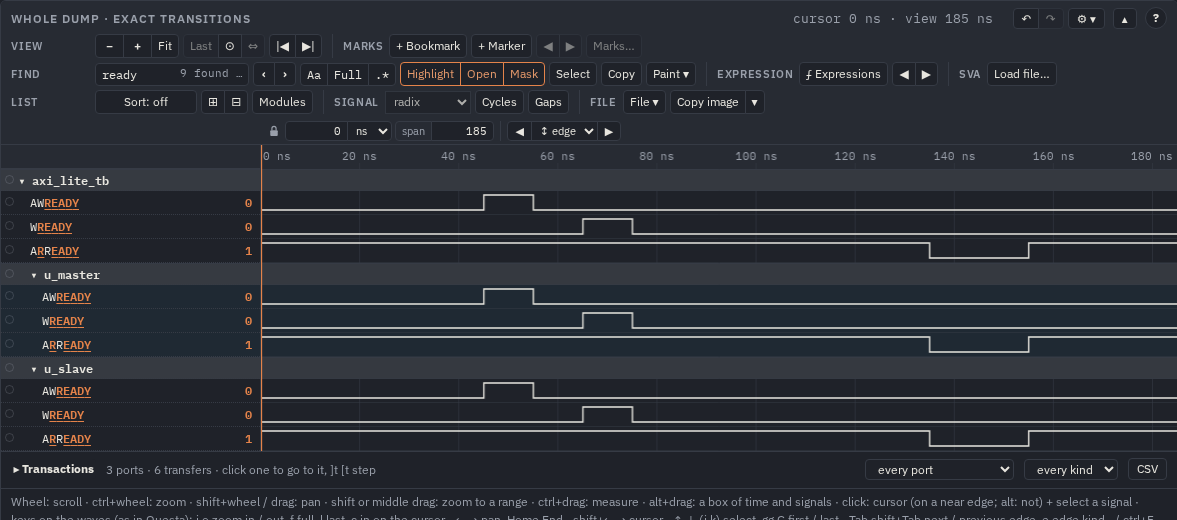 WHOLE DUMP · EXACT TRANSITIONS cursor 0 ns · view 185 ns ?
VIEW − + Fit Last MARKS + Bookmark + Marker Marks…
FIND ready 9 found … ‹ › Aa Full .* Highlight Open Mask Select Copy Paint ▾ EXPRESSION ƒ Expressions SVA Load file…
LIST Sort: off Modules SIGNAL radix Cycles Gaps FILE File ▾ Copy image ▾
0 ns span 185 ↕ edge
0 ns 20 ns 40 ns 60 ns 80 ns 100 ns 120 ns 140 ns 160 ns 180 ns
▾ axi_lite_tb
AWREADY 0
WREADY 0
ARREADY 1
▾ u_master
AWREADY 0
WREADY 0
ARREADY 1
▾ u_slave
AWREADY 0
WREADY 0
ARREADY 1
▸ Transactions 3 ports · 6 transfers · click one to go to it, ]t [t step every port every kind CSV
Wheel: scroll · ctrl+wheel: zoom · shift+wheel / drag: pan · shift or middle drag: zoom to a range · ctrl+drag: measure · alt+drag: a box of time and signals · click: cursor (on a near edge; alt: not) + select a signal ·